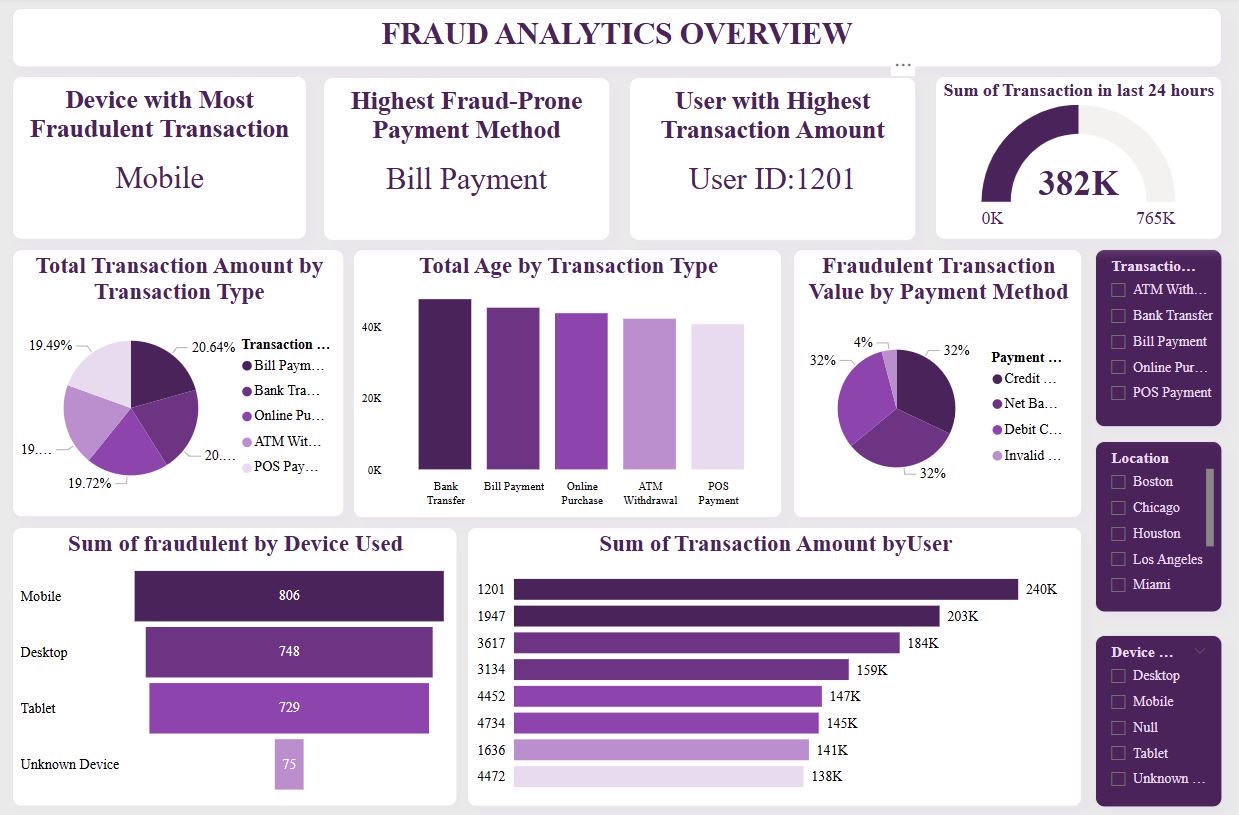 FRAUD ANALYTICS OVERVIEW
...
Device with Most
Fraudulent Transaction
Mobile
Highest Fraud-Prone
Payment Method
Bill Payment
User with Highest
Transaction Amount
User ID:1201
Sum of Transaction in last 24 hours
382K
0K
765K
Total Transaction Amount by
Transaction Type
19.49%
20.64%
19....
20....
19.72%
Transaction ...
Bill Paym...
Bank Tra...
Online Pu...
ATM Wit...
POS Pay...
Total Age by Transaction Type
40K
20K
0K
Bank
Transfer
Bill Payment
Online
Purchase
ATM
Withdrawal
POS
Payment
Fraudulent Transaction
Value by Payment Method
4%
32%
32%
32%
Payment ...
Credit ...
Net Ba...
Debit C...
Invalid ...
Transactio...
ATM With...
Bank Transfer
Bill Payment
Online Pur...
POS Payment
Location
Boston
Chicago
Houston
Los Angeles
Miami
Sum of fraudulent by Device Used
Mobile
806
Desktop
748
Tablet
729
Unknown Device
75
Sum of Transaction Amount byUser
1201
240K
1947
203K
3617
184K
3134
159K
4452
147K
4734
145K
1636
141K
4472
138K
Device ...
Desktop
Mobile
Null
Tablet
Unknown ...